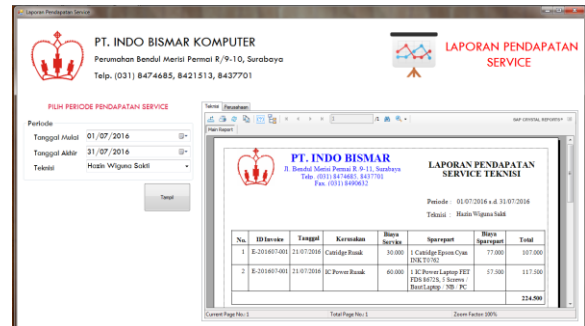 Laporan Pendapatan Service
PT. INDO BISMAR KOMPUTER
Perumahan Bendul Merisi Permai R/9-10, Surabaya
Telp. (031) 8474685, 8421513, 8437701
LAPORAN PENDAPATAN
SERVICE
PILIH PERIODE PENDAPATAN SERVICE
Periode
Tanggal Mulai 01/07/2016
Tanggal Akhir 31/07/2016
Teknisi Hazin Wiguna Sakti
Tampil
Teknisi Perusahaan
1
SAP CRYSTAL REPORTS
Main Report
PT. INDO BISMAR
Jl. Bendul Merisi Permai R.9-11, Surabaya
Telp. (031) 8474685, 8437701
Fax. (031) 8490632
LAPORAN PENDAPATAN
SERVICE TEKNISI
Periode : 01/07/2016 s.d. 31/07/2016
Teknisi : Hazin Wiguna Sakti
No. ID Invoice Tanggal Kerusakan Biaya Servics Sparepart Biaya Sparepart Total
1 E-201607-001 21/07/2016 Catridge Rusak 30.000 1 Catridge Epson Cyan INK T0762 77.000 107.000
2 E-201607-001 21/07/2016 IC Power Rusak 60.000 1 IC Power Laptop FET FDS 8672S, 5 Screws / Baut Laptop / NB / PC 57.500 117.500
224.500
Current Page No.: 1 Total Page No.: 1 Zoom Factor: 100%